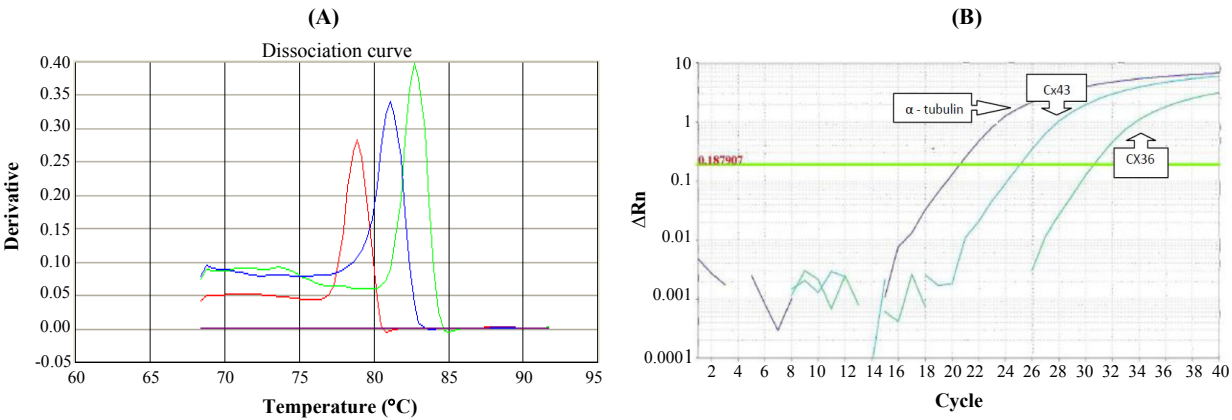 (A)
Dissociation curve
0.40
0.35
0.30
0.25
0.20
0.15
0.10
0.05
0.00
-0.05
60 65 70 75 80 85 90 95
Derivative
Temperature (°C)
(B)
10
1
0.1
0.01
0.001
0.0001
0.187907
α - tubulin
Cx43
CX36
2 4 6 8 10 12 14 16 18 20 22 24 26 28 30 32 34 36 38 40
ΔRn
Cycle